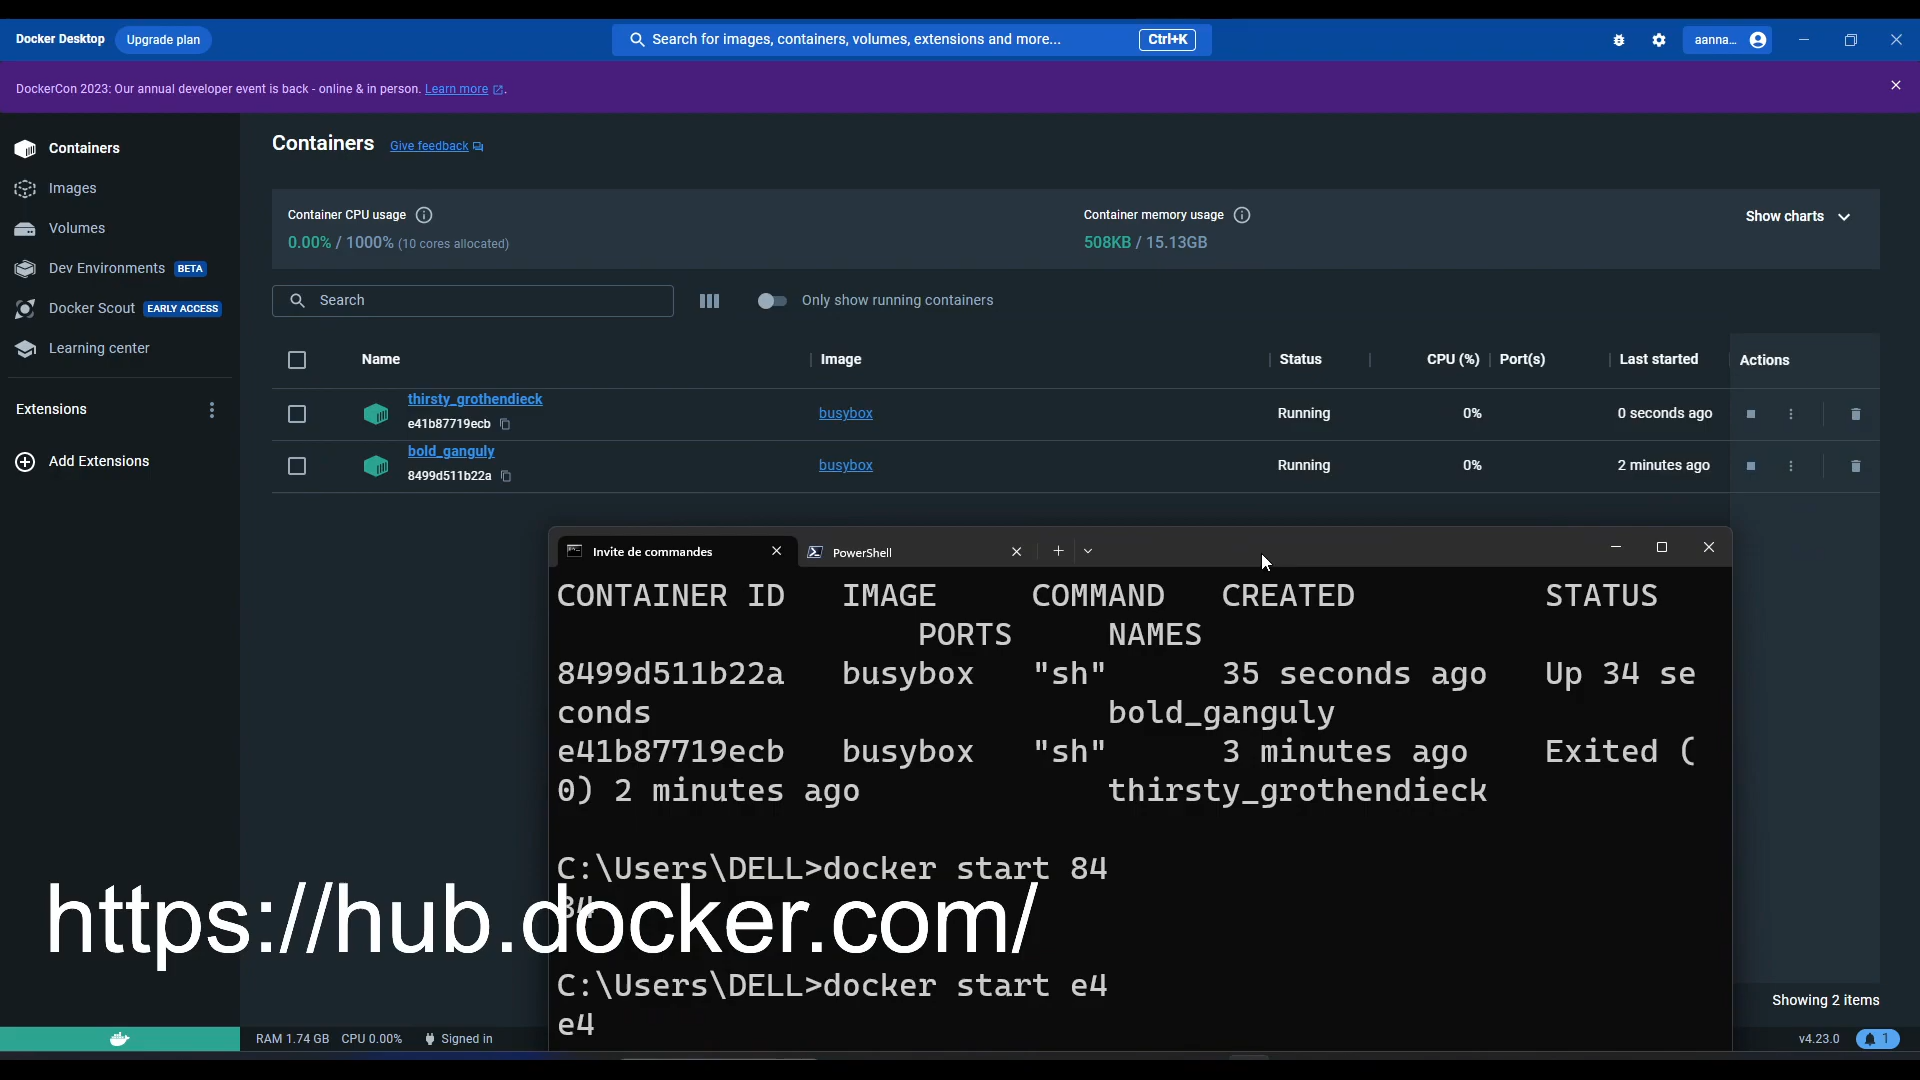 Docker Desktop Upgrade plan Search for images, containers, volumes, extensions and more... Ctrl+K aanna...
DockerCon 2023: Our annual developer event is back - online & in person. Learn more .
Containers
Images
Volumes
Dev Environments BETA
Docker Scout EARLY ACCESS
Learning center
Extensions
Add Extensions
Containers Give feedback
Container CPU usage
0.00% / 1000% (10 cores allocated)
Container memory usage
508KB / 15.13GB
Show charts
Search Only show running containers
Name Image Status CPU (%) Port(s) Last started Actions
thirsty_grothendieck
e41b87719ecb
busybox Running 0% 0 seconds ago
bold_ganguly
8499d511b22a
busybox Running 0% 2 minutes ago
Invite de commandes PowerShell
CONTAINER ID IMAGE COMMAND CREATED STATUS
PORTS NAMES
8499d511b22a busybox "sh" 35 seconds ago Up 34 se
conds bold_ganguly
e41b87719ecb busybox "sh" 3 minutes ago Exited (
0) 2 minutes ago thirsty_grothendieck
C:\Users\DELL>docker start 84
84
https://hub.docker.com/
C:\Users\DELL>docker start e4
e4
Showing 2 items
RAM 1.74 GB CPU 0.00% Signed in
v4.23.0 1